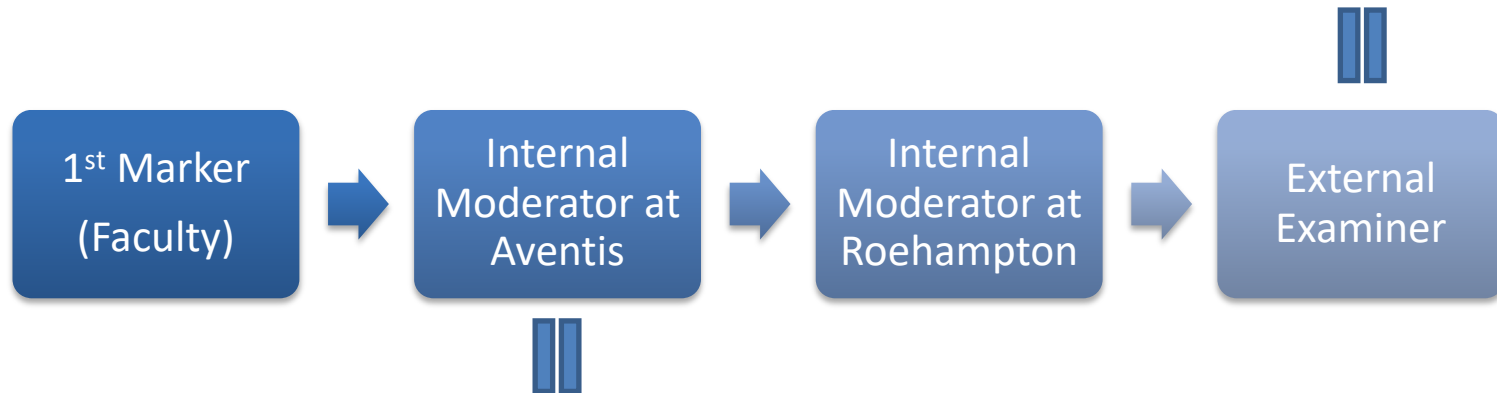 1st Marker
(Faculty)
Internal
Moderator at
Aventis
Internal
Moderator at
Roehampton
External
Examiner